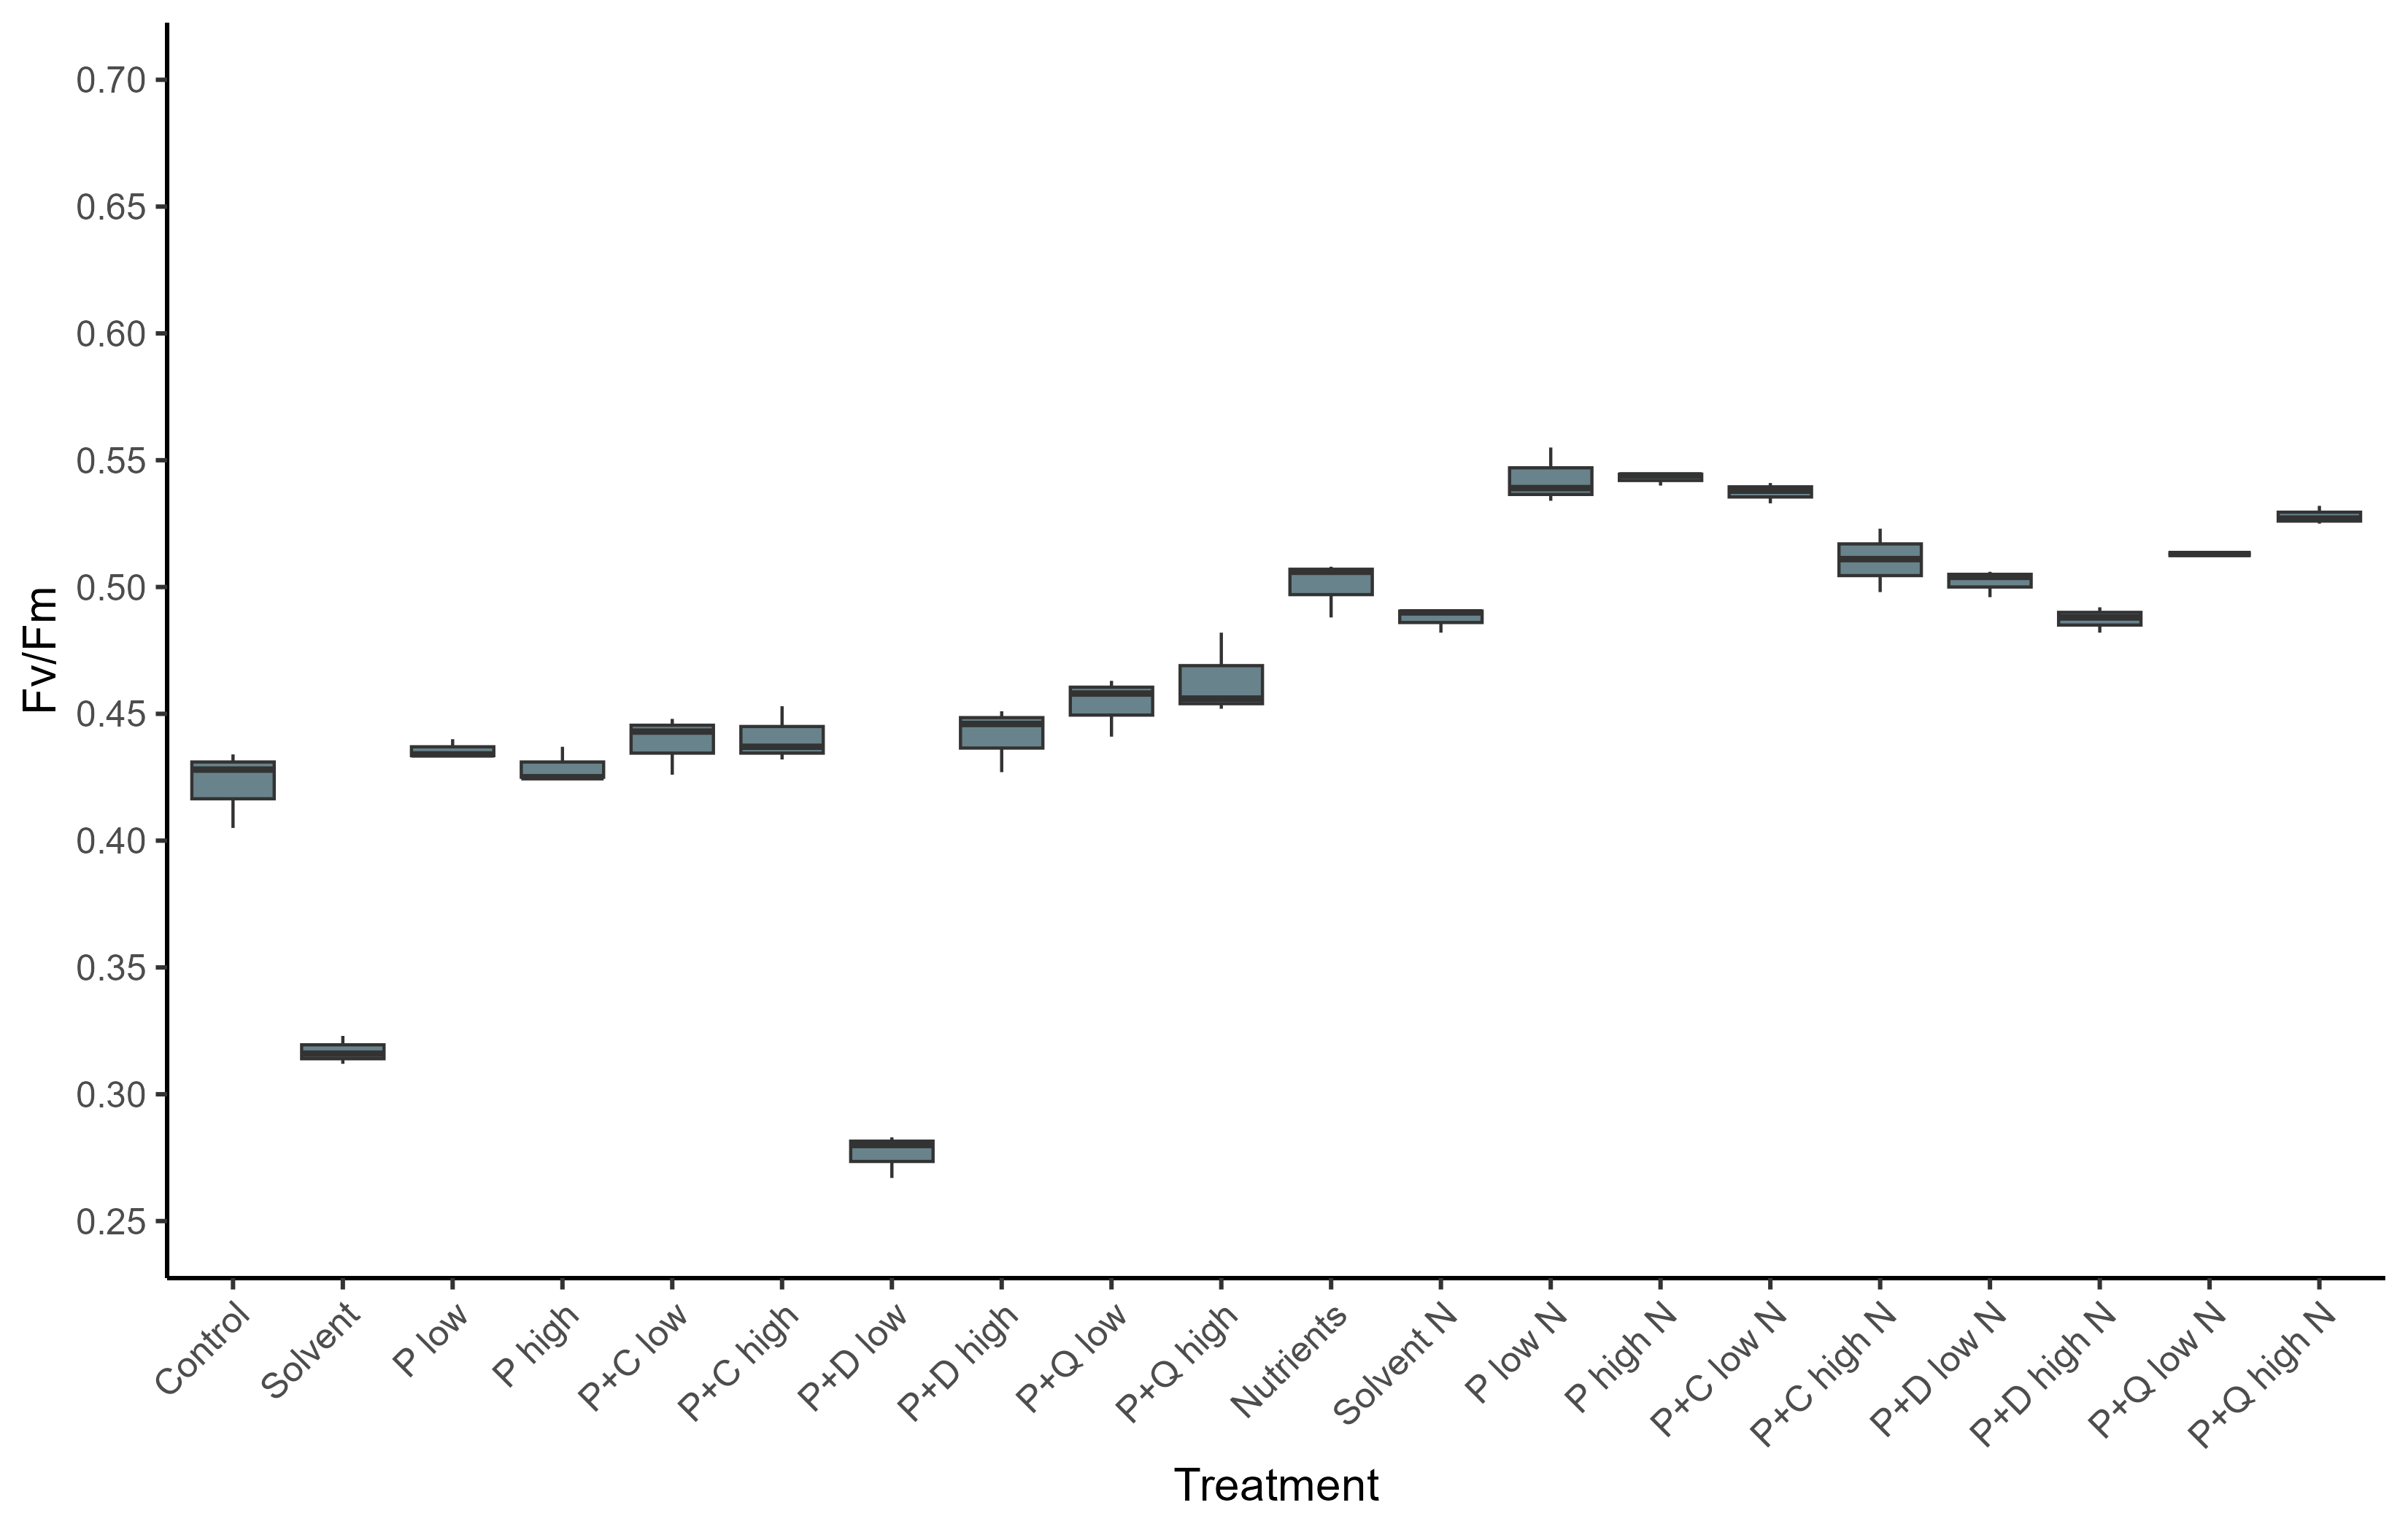 Fv/Fm
0.70
0.65
0.60
0.55
0.50
0.45
0.40
0.35
0.30
0.25
Control
Solvent
P low
P high
P+C low
P+C high
P+D low
P+D high
P+Q low
P+Q high
Nutrients
Solvent N
P low N
P high N
P+C low N
P+C high N
P+D low N
P+D high N
P+Q low N
P+Q high N
Treatment